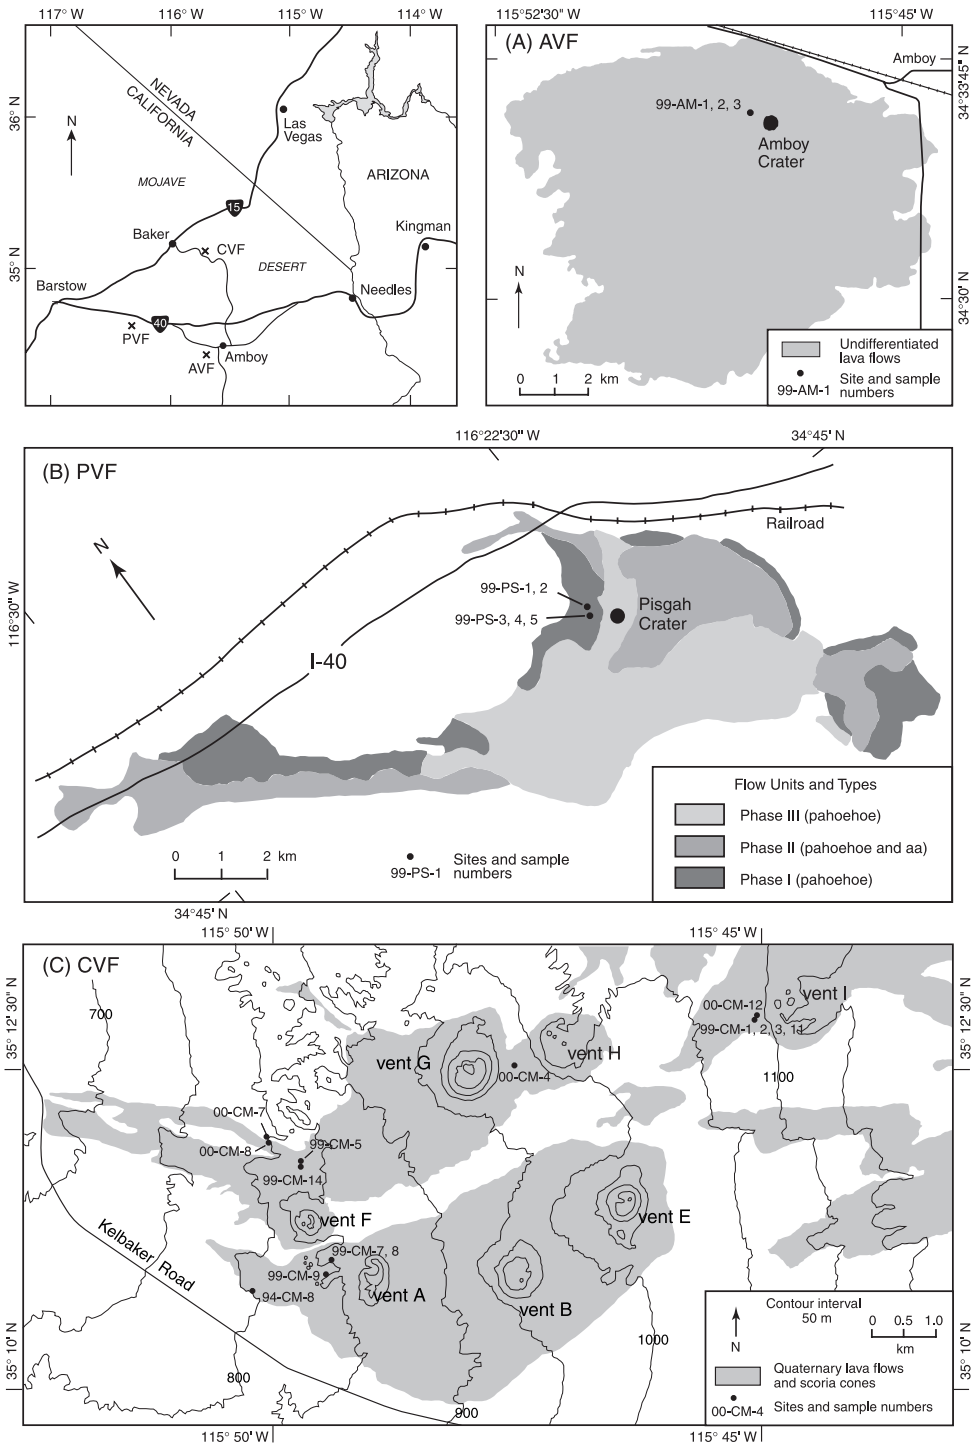 117° W
116° W
115° W
114° W
36° N
35° N
N
NEVADA
CALIFORNIA
Las
Vegas
MOJAVE
ARIZONA
15
Kingman
Baker
CVF
DESERT
Barstow
Needles
40
PVF
AVF
Amboy
115°52'30" W
115°45' W
(A) AVF
Amboy
34°33'45" N
99-AM-1, 2, 3
Amboy
Crater
N
34°30' N
0 1 2 km
Undifferentiated
lava flows
Site and sample
99-AM-1 numbers
116°22'30" W
34°45' N
(B) PVF
Railroad
N
116°30' W
99-PS-1, 2
99-PS-3, 4, 5
Pisgah
Crater
I-40
Flow Units and Types
Phase III (pahoehoe)
Phase II (pahoehoe and aa)
Phase I (pahoehoe)
0 1 2 km
Sites and sample
99-PS-1 numbers
34°45' N
115° 50' W
115° 45' W
(C) CVF
35° 12' 30" N
35° 12' 30" N
700
00-CM-12
vent I
99-CM-1, 2, 3, 11
vent G
vent H
00-CM-4
1100
00-CM-7
00-CM-8
99-CM-5
99-CM-14
vent F
vent E
Kelbaker Road
99-CM-7, 8
99-CM-9
94-CM-8
vent A
vent B
1000
800
900
35° 10' N
35° 10' N
Contour interval
50 m
0 0.5 1.0
km
N
Quaternary lava flows
and scoria cones
00-CM-4 Sites and sample numbers
115° 50' W
115° 45' W